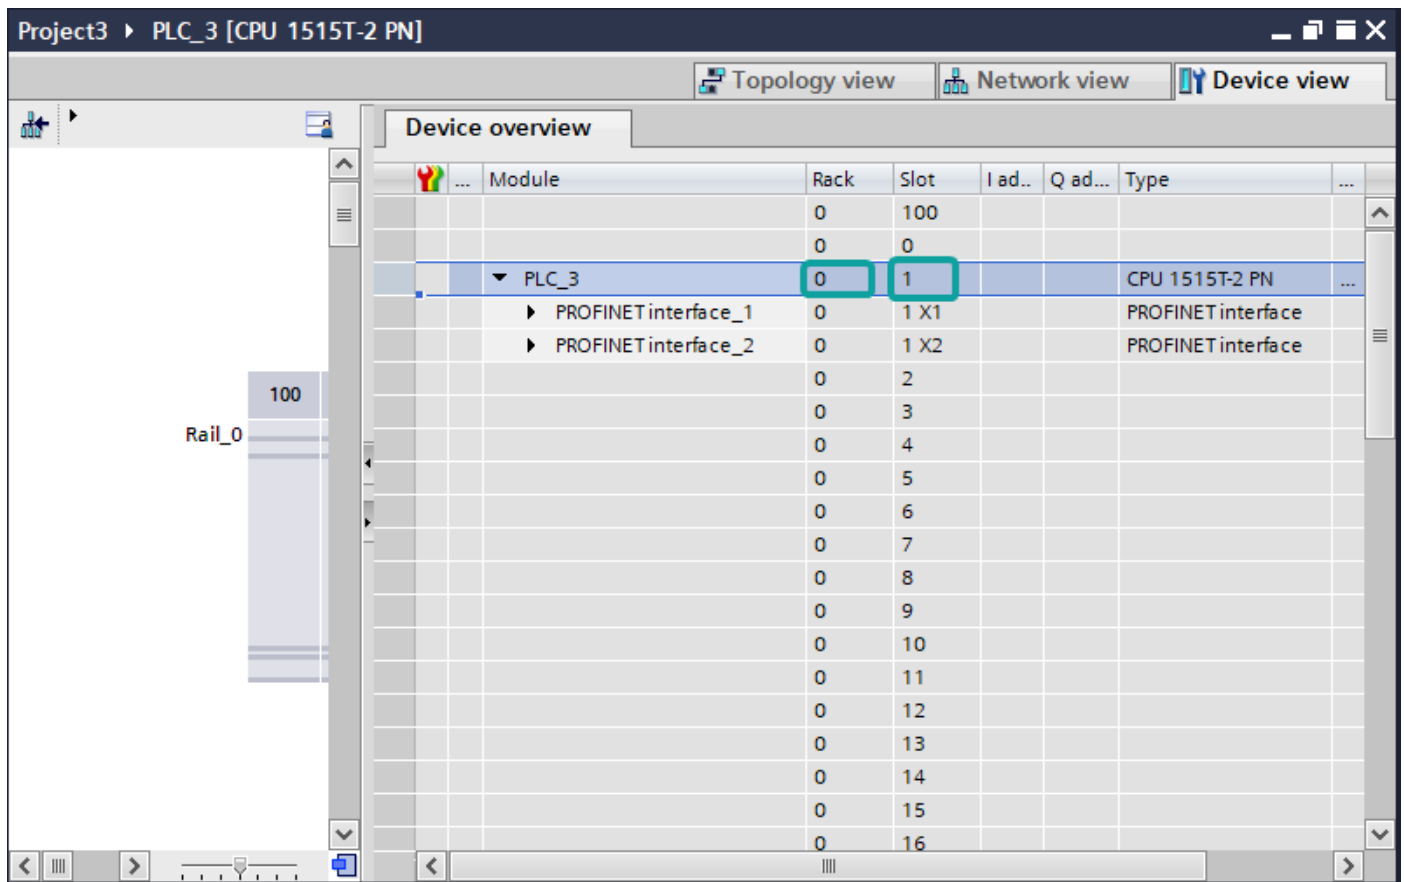 Project3 ▸ PLC_3 [CPU 1515T-2 PN]
Topology view Network view Device view
Device overview
... Module Rack Slot I ad.. Q ad... Type ...
0 100
0 0
PLC_3 0 1 CPU 1515T-2 PN ...
PROFINET interface_1 0 1 X1 PROFINET interface
PROFINET interface_2 0 1 X2 PROFINET interface
0 2
0 3
0 4
0 5
0 6
0 7
0 8
0 9
0 10
0 11
0 12
0 13
0 14
0 15
0 16
100
Rail_0